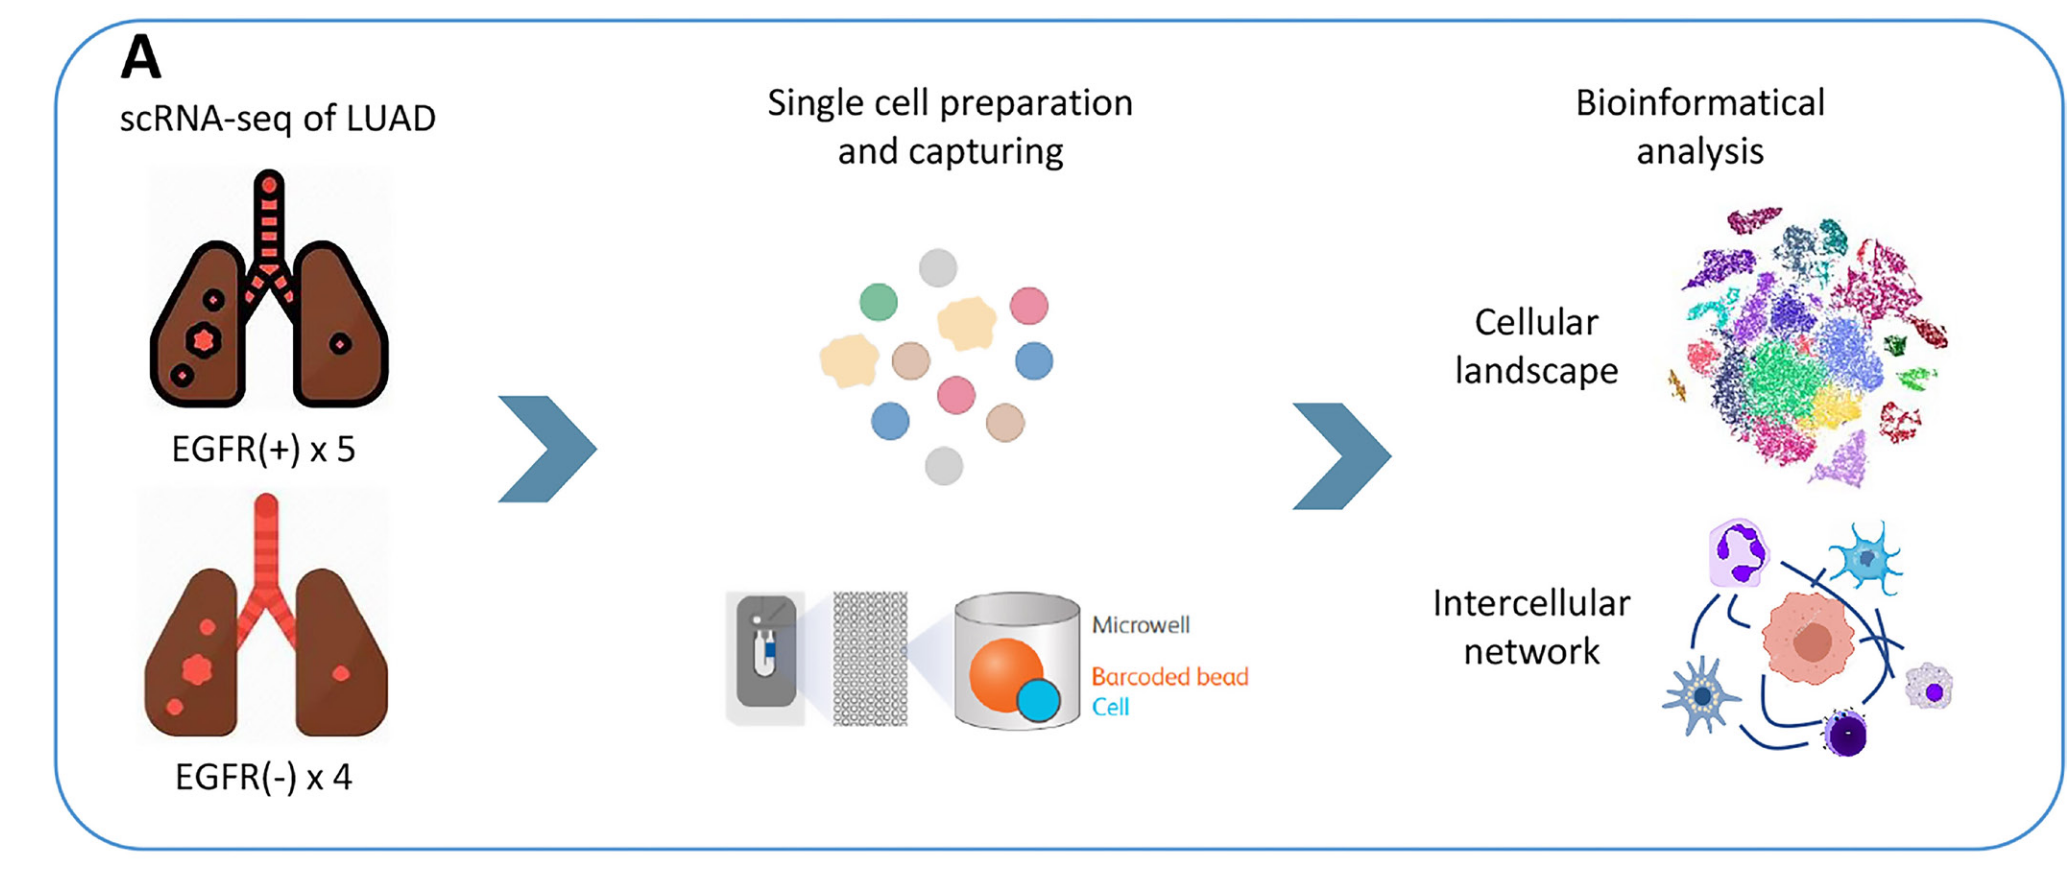 A
scRNA-seq of LUAD
EGFR(+) x 5
EGFR(-) x 4
Single cell preparation
and capturing
Microwell
Barcoded bead
Cell
Bioinformatical
analysis
Cellular
landscape
Intercellular
network